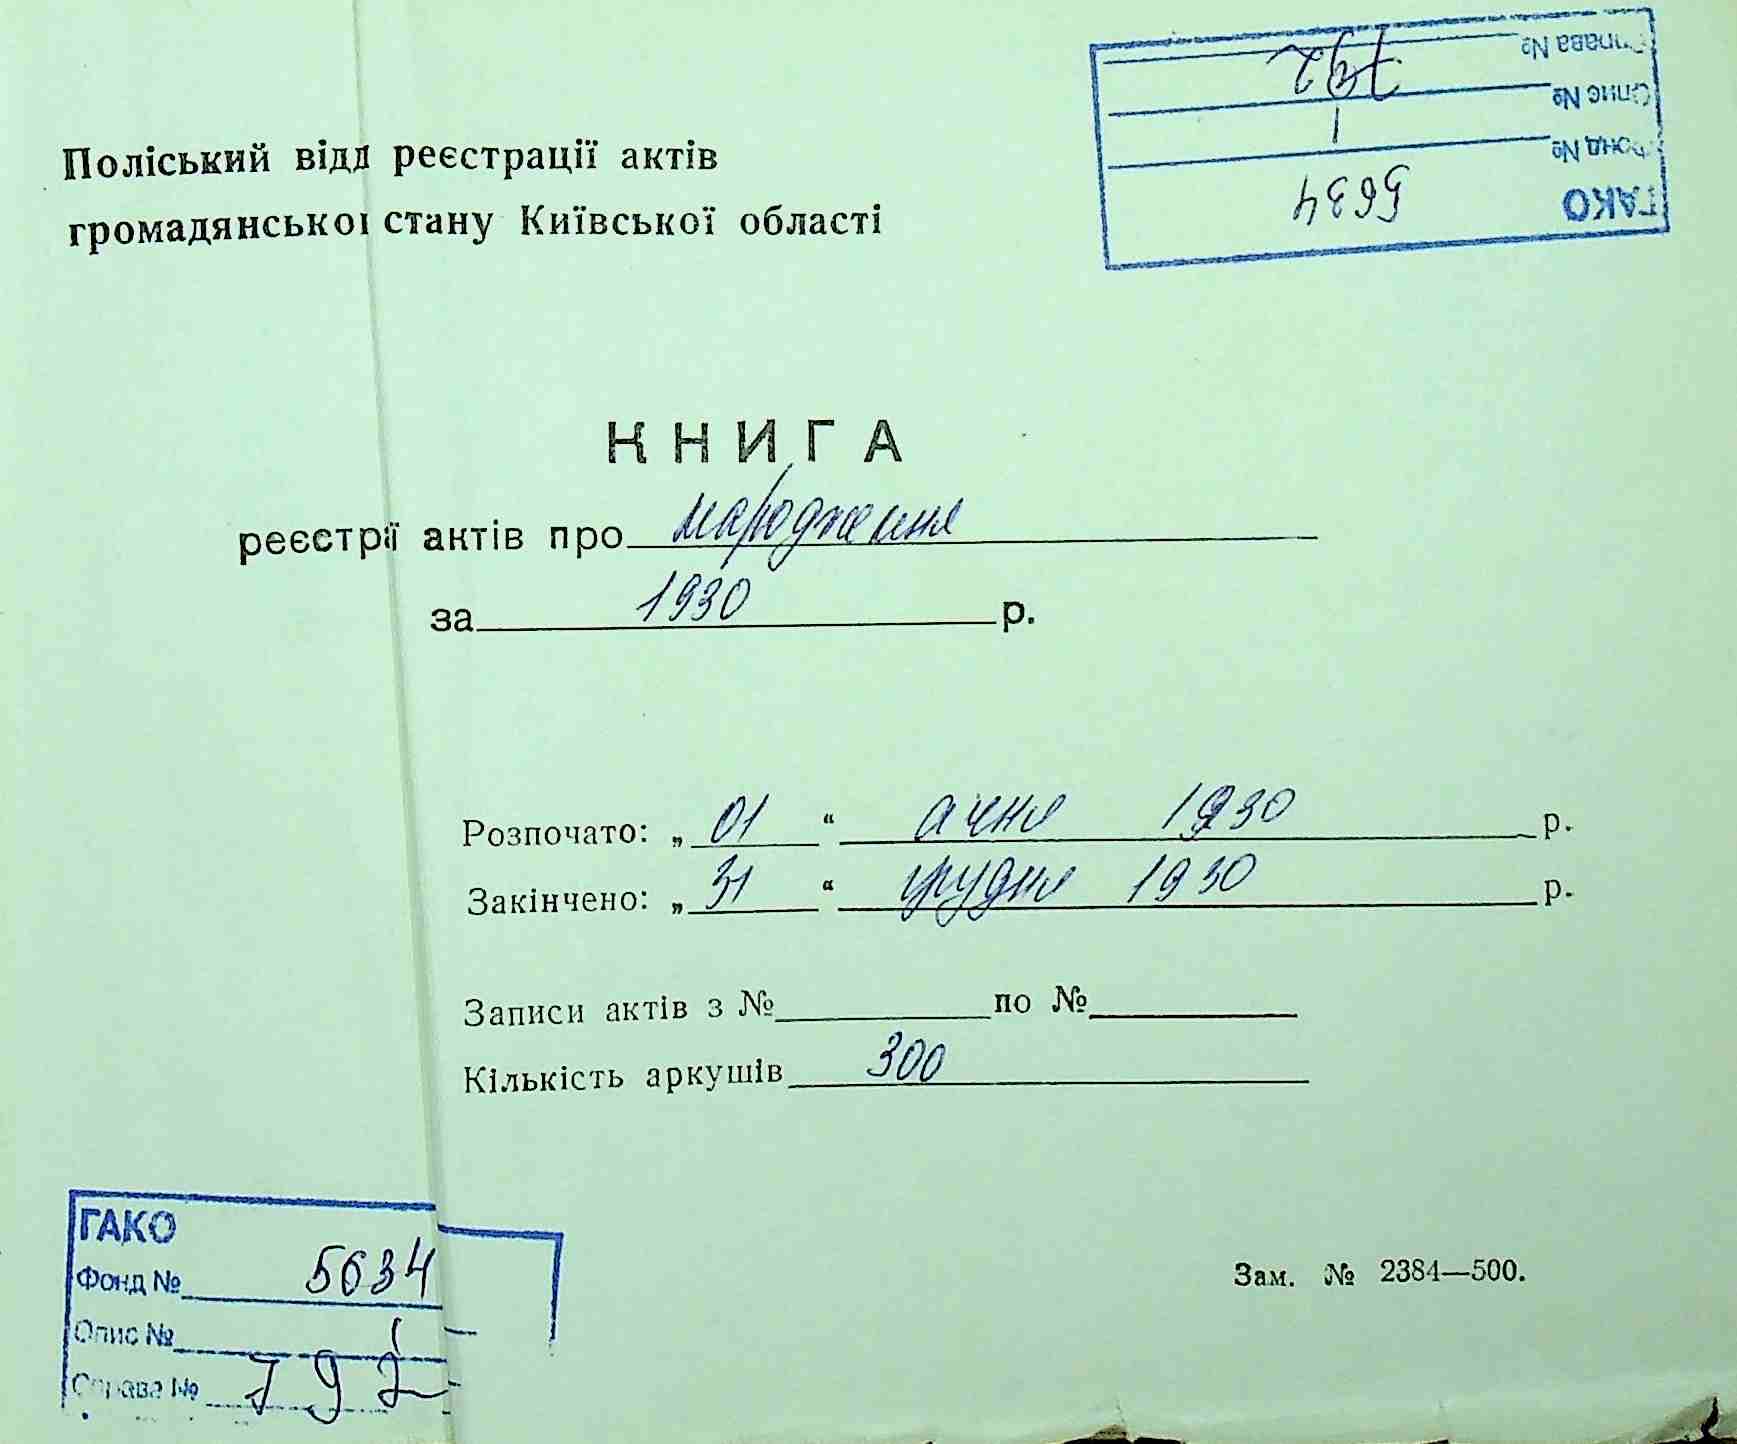 Поліський відд реєстрації актів
громадянсько стану Київської області
ГАКО
Фонд № 5634
Опис № 1
Справа № 792
КНИГА
реєстрії актів про народження
за 1930 р.
Розпочато: „ 01 “ січня 1930 р.
Закінчено: „ 31 “ грудня 1930 р.
Записи актів з № по №
Кількість аркушів 300
ГАКО
Фонд № 5634
Опис № 1
Справа № 792
Зам. № 2384—500.